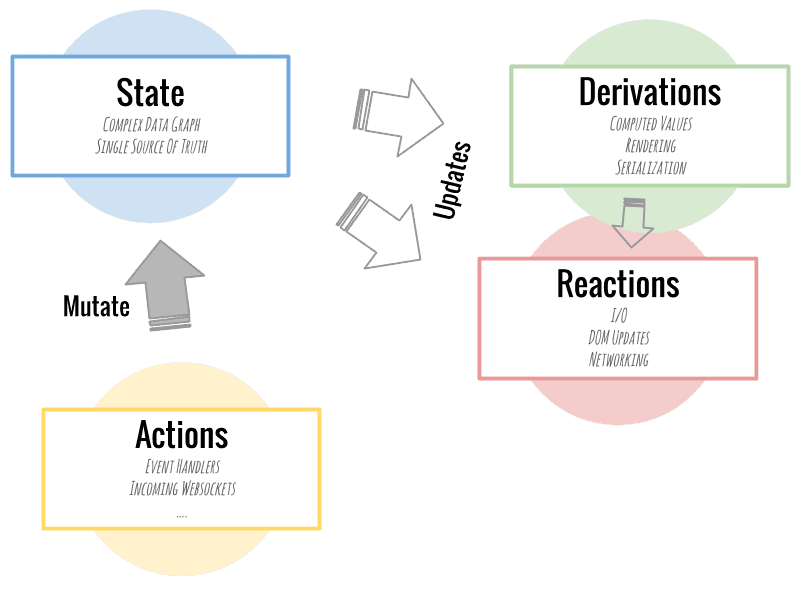 State
Complex Data Graph
Single Source Of Truth
Derivations
Computed Values
Rendering
Serialization
Updates
Reactions
I/O
DOM Updates
Networking
Mutate
Actions
Event Handlers
Incoming Websockets
....